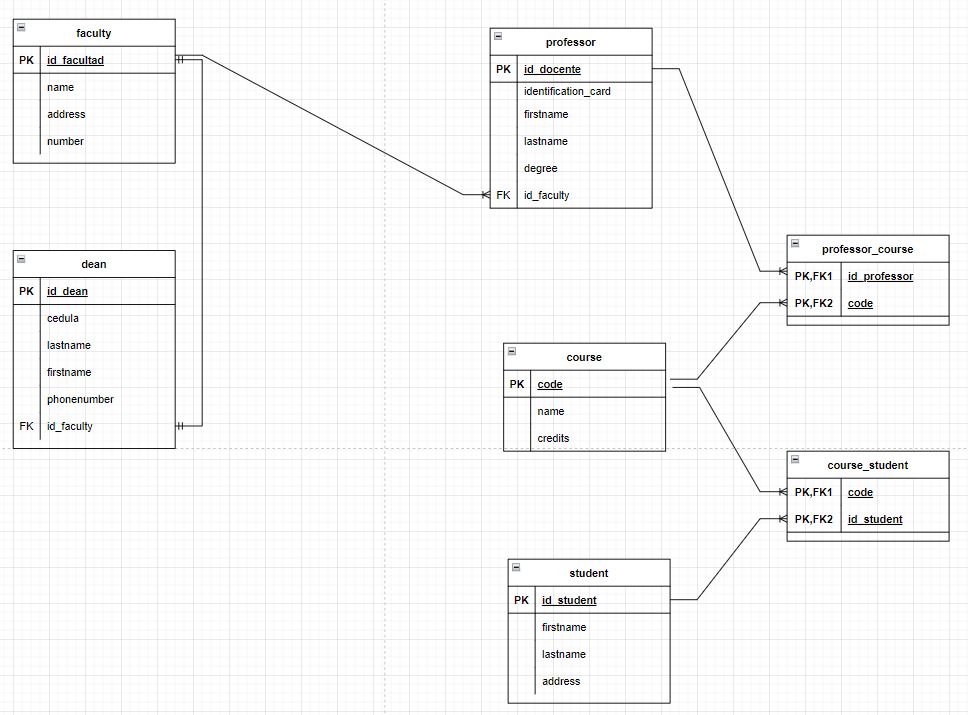 faculty
PK id_facultad
name
address
number
professor
PK id_docente
identification_card
firstname
lastname
degree
FK id_faculty
dean
PK id_dean
cedula
lastname
firstname
phonenumber
FK id_faculty
professor_course
PK,FK1 id_professor
PK,FK2 code
course
PK code
name
credits
course_student
PK,FK1 code
PK,FK2 id_student
student
PK id_student
firstname
lastname
address